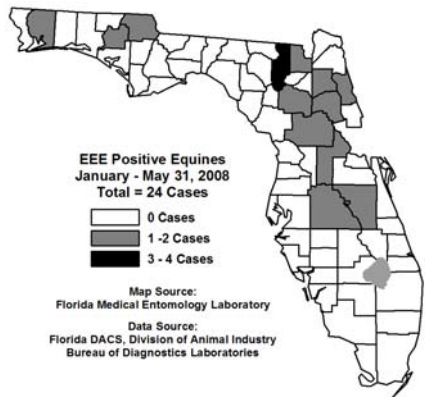 EEE Positive Equines
January - May 31, 2008
Total = 24 Cases
0 Cases
1 -2 Cases
3 - 4 Cases
Map Source:
Florida Medical Entomology Laboratory
Data Source:
Florida DACS, Division of Animal Industry
Bureau of Diagnostics Laboratories